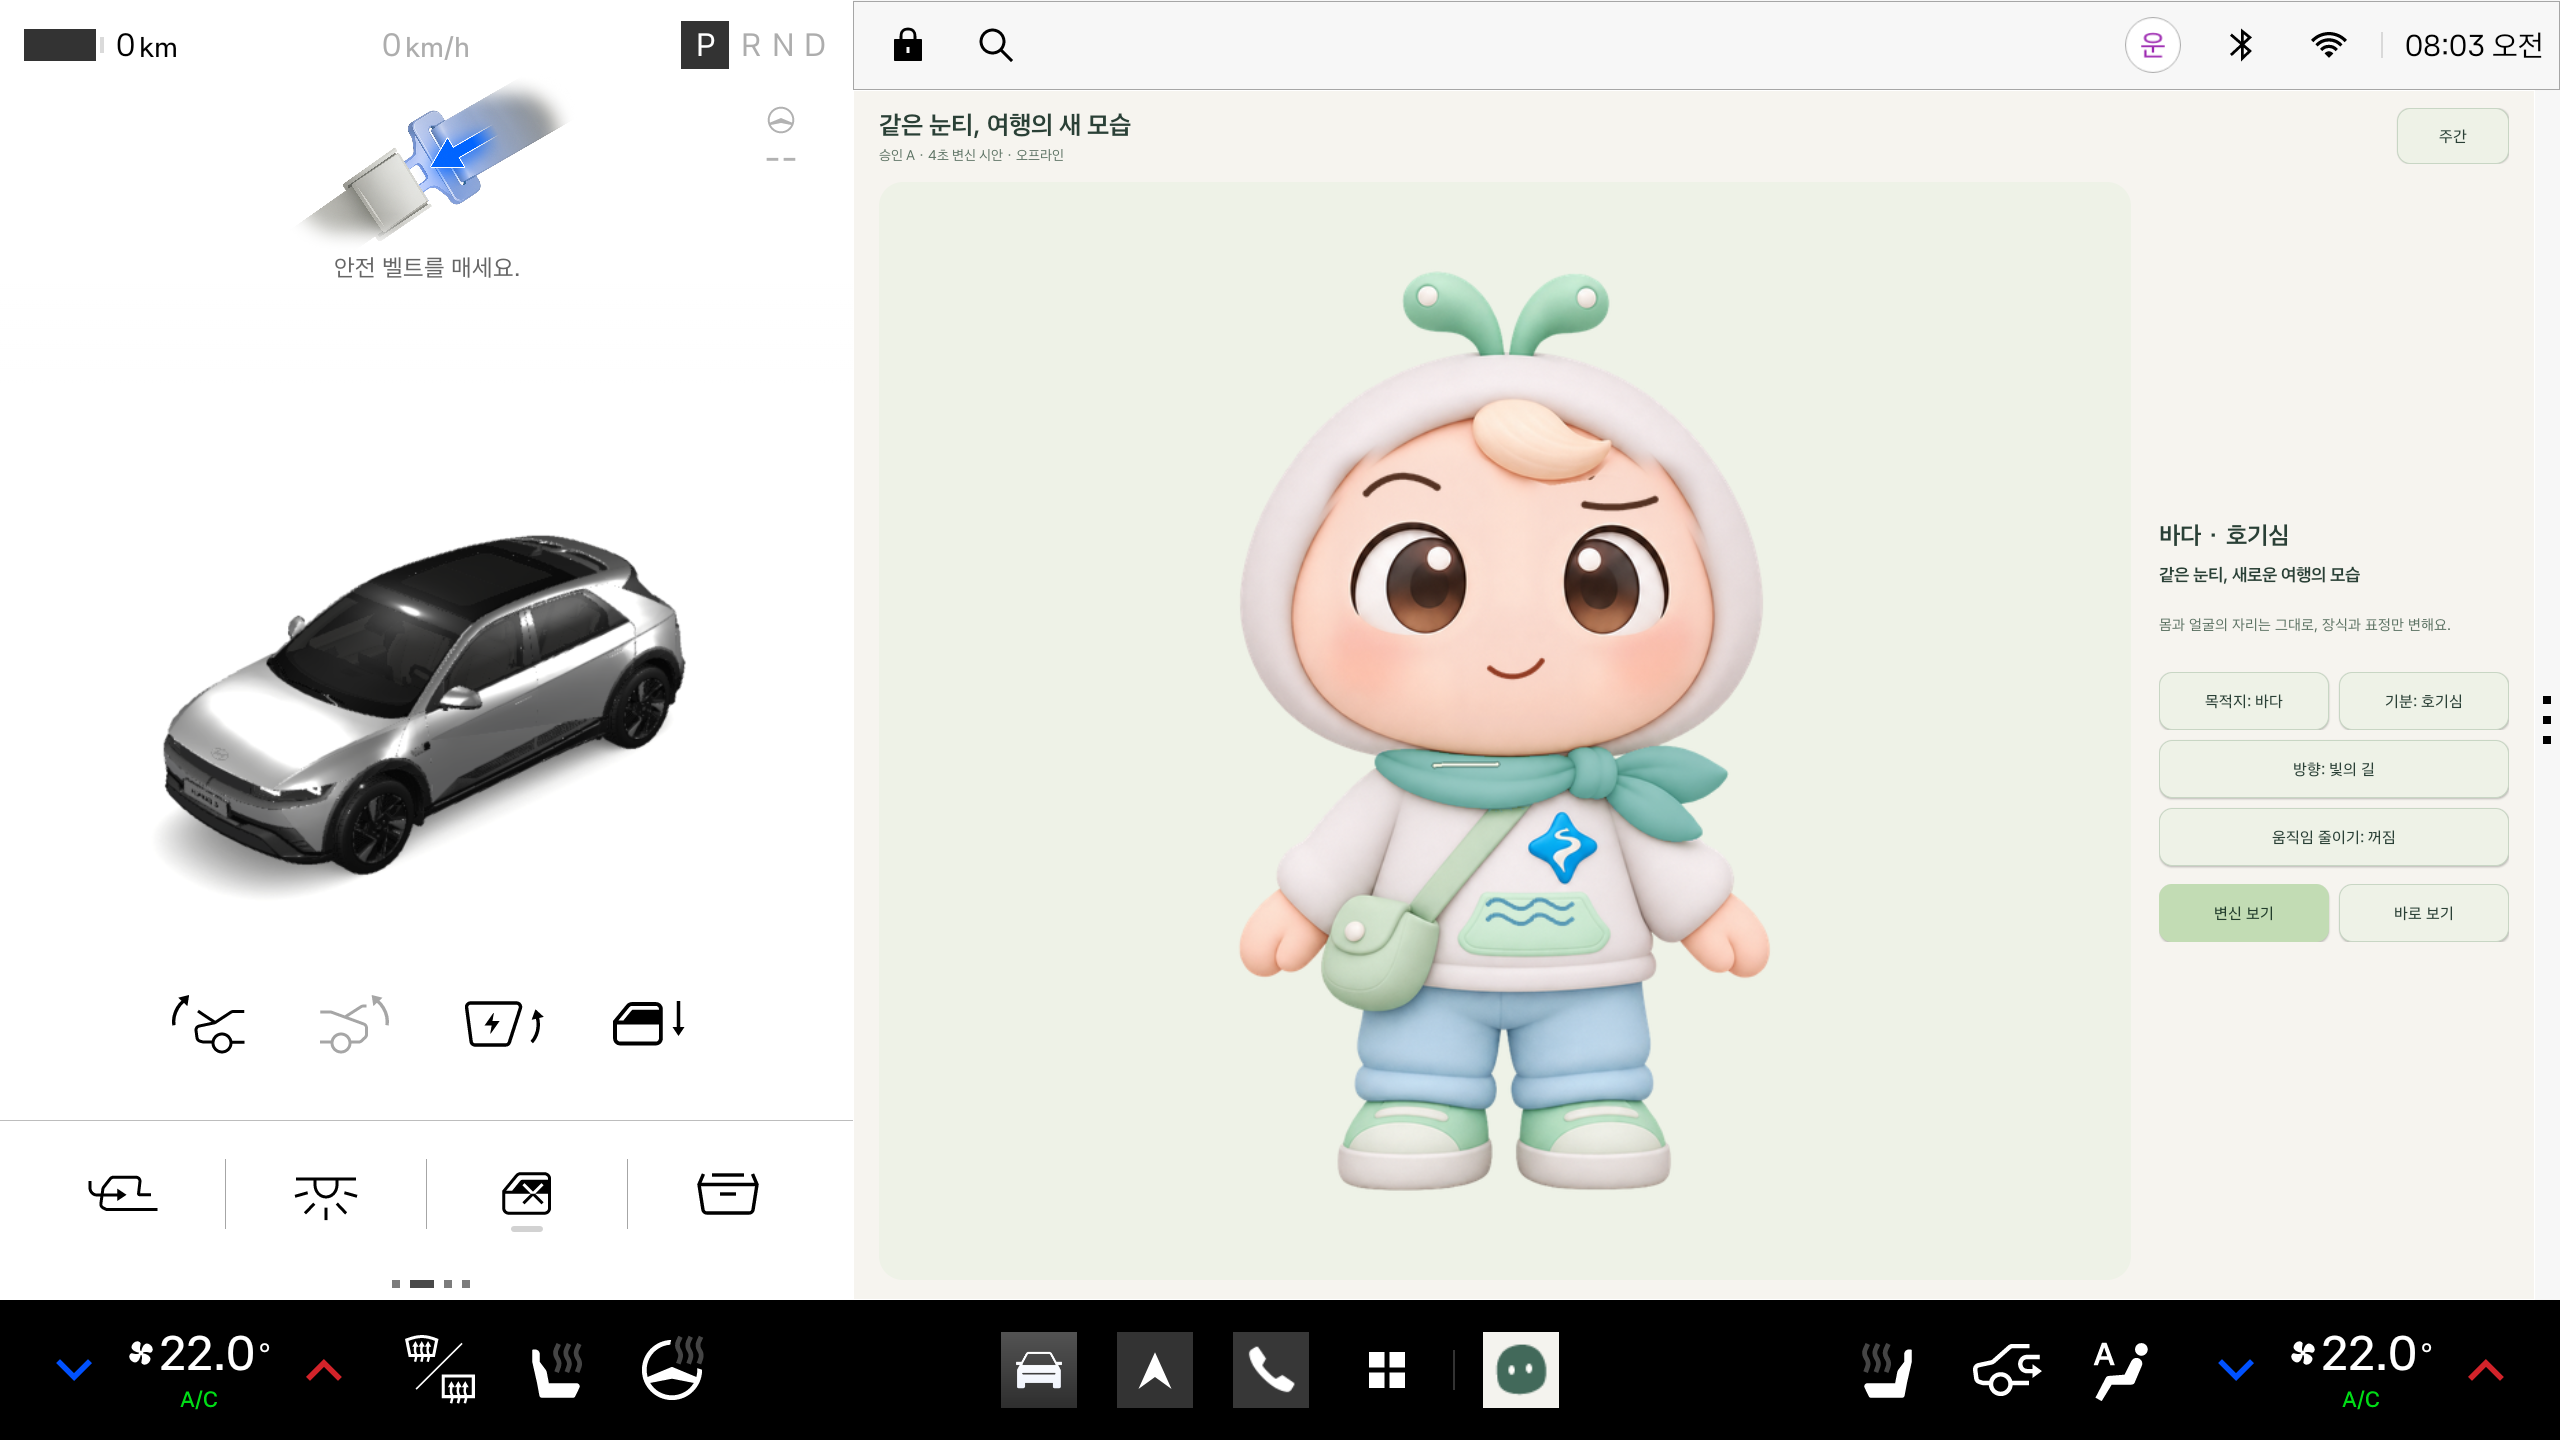 0 km
0 km/h
P R N D
운
08:03 오전
안전 벨트를 매세요.
같은 눈티, 여행의 새 모습
승인 A · 4초 변신 시안 · 오프라인
주간
바다 · 호기심
같은 눈티, 새로운 여행의 모습
몸과 얼굴의 자리는 그대로, 장식과 표정만 변해요.
목적지: 바다
기분: 호기심
방향: 빛의 길
움직임 줄이기: 꺼짐
변신 보기
바로 보기
22.0°
A/C
A
22.0°
A/C